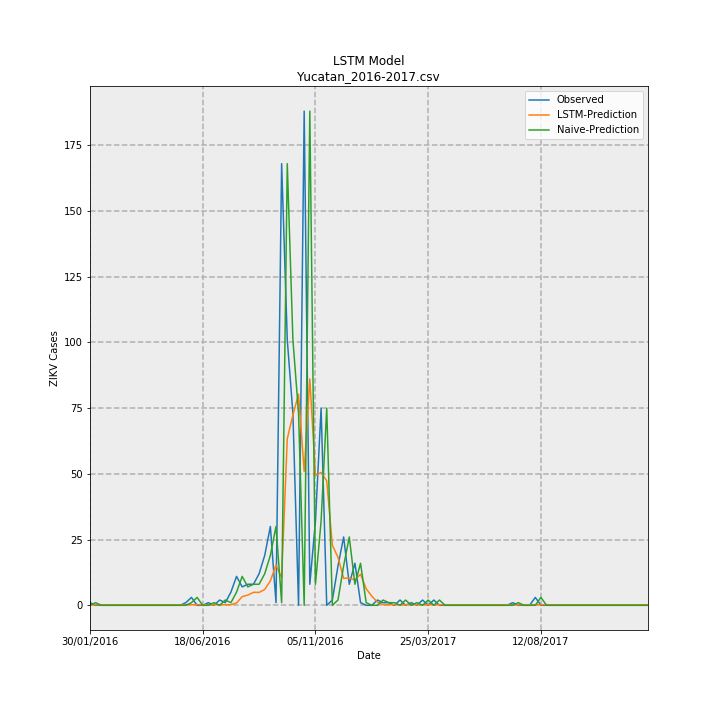 LSTM Model
Yucatan_2016-2017.csv
Observed
LSTM-Prediction
Naive-Prediction
175
150
125
100
75
50
25
0
ZIKV Cases
30/01/2016 18/06/2016 05/11/2016 25/03/2017 12/08/2017
Date